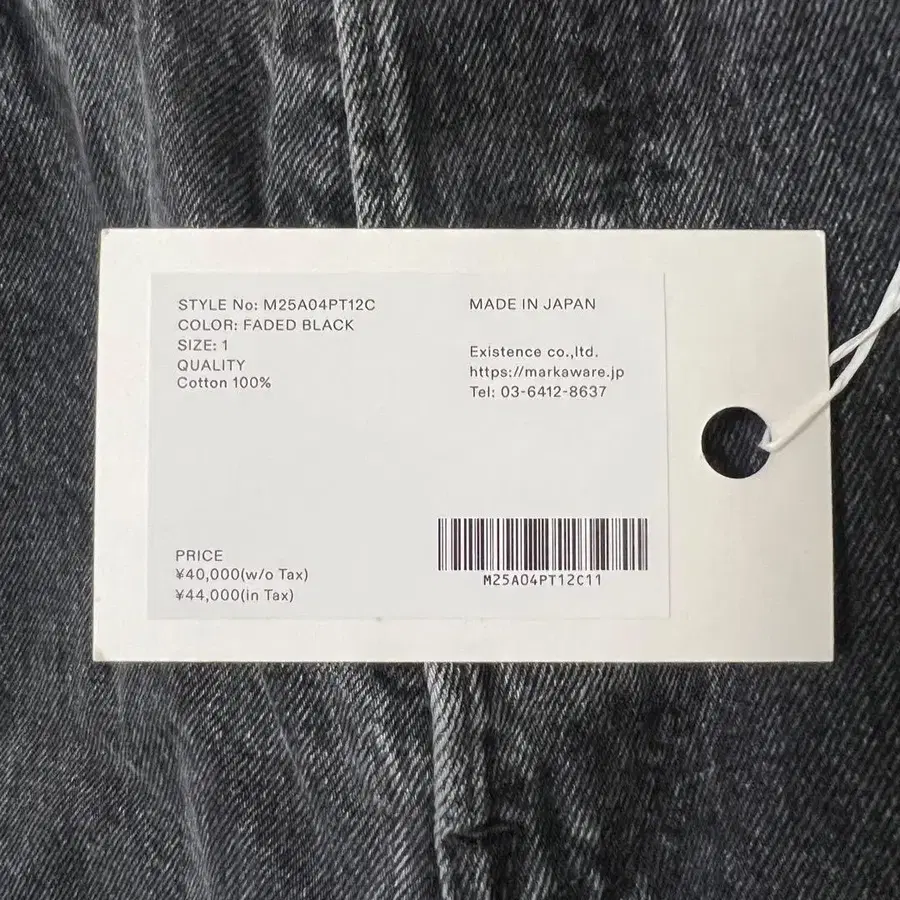 STYLE No: M25A04PT12C
COLOR: FADED BLACK
SIZE: 1
QUALITY
Cotton 100%
MADE IN JAPAN
Existence co.,ltd.
https://markaware.jp
Tel: 03-6412-8637
PRICE
¥40,000(w/o Tax)
¥44,000(in Tax)
M25A04PT12C11